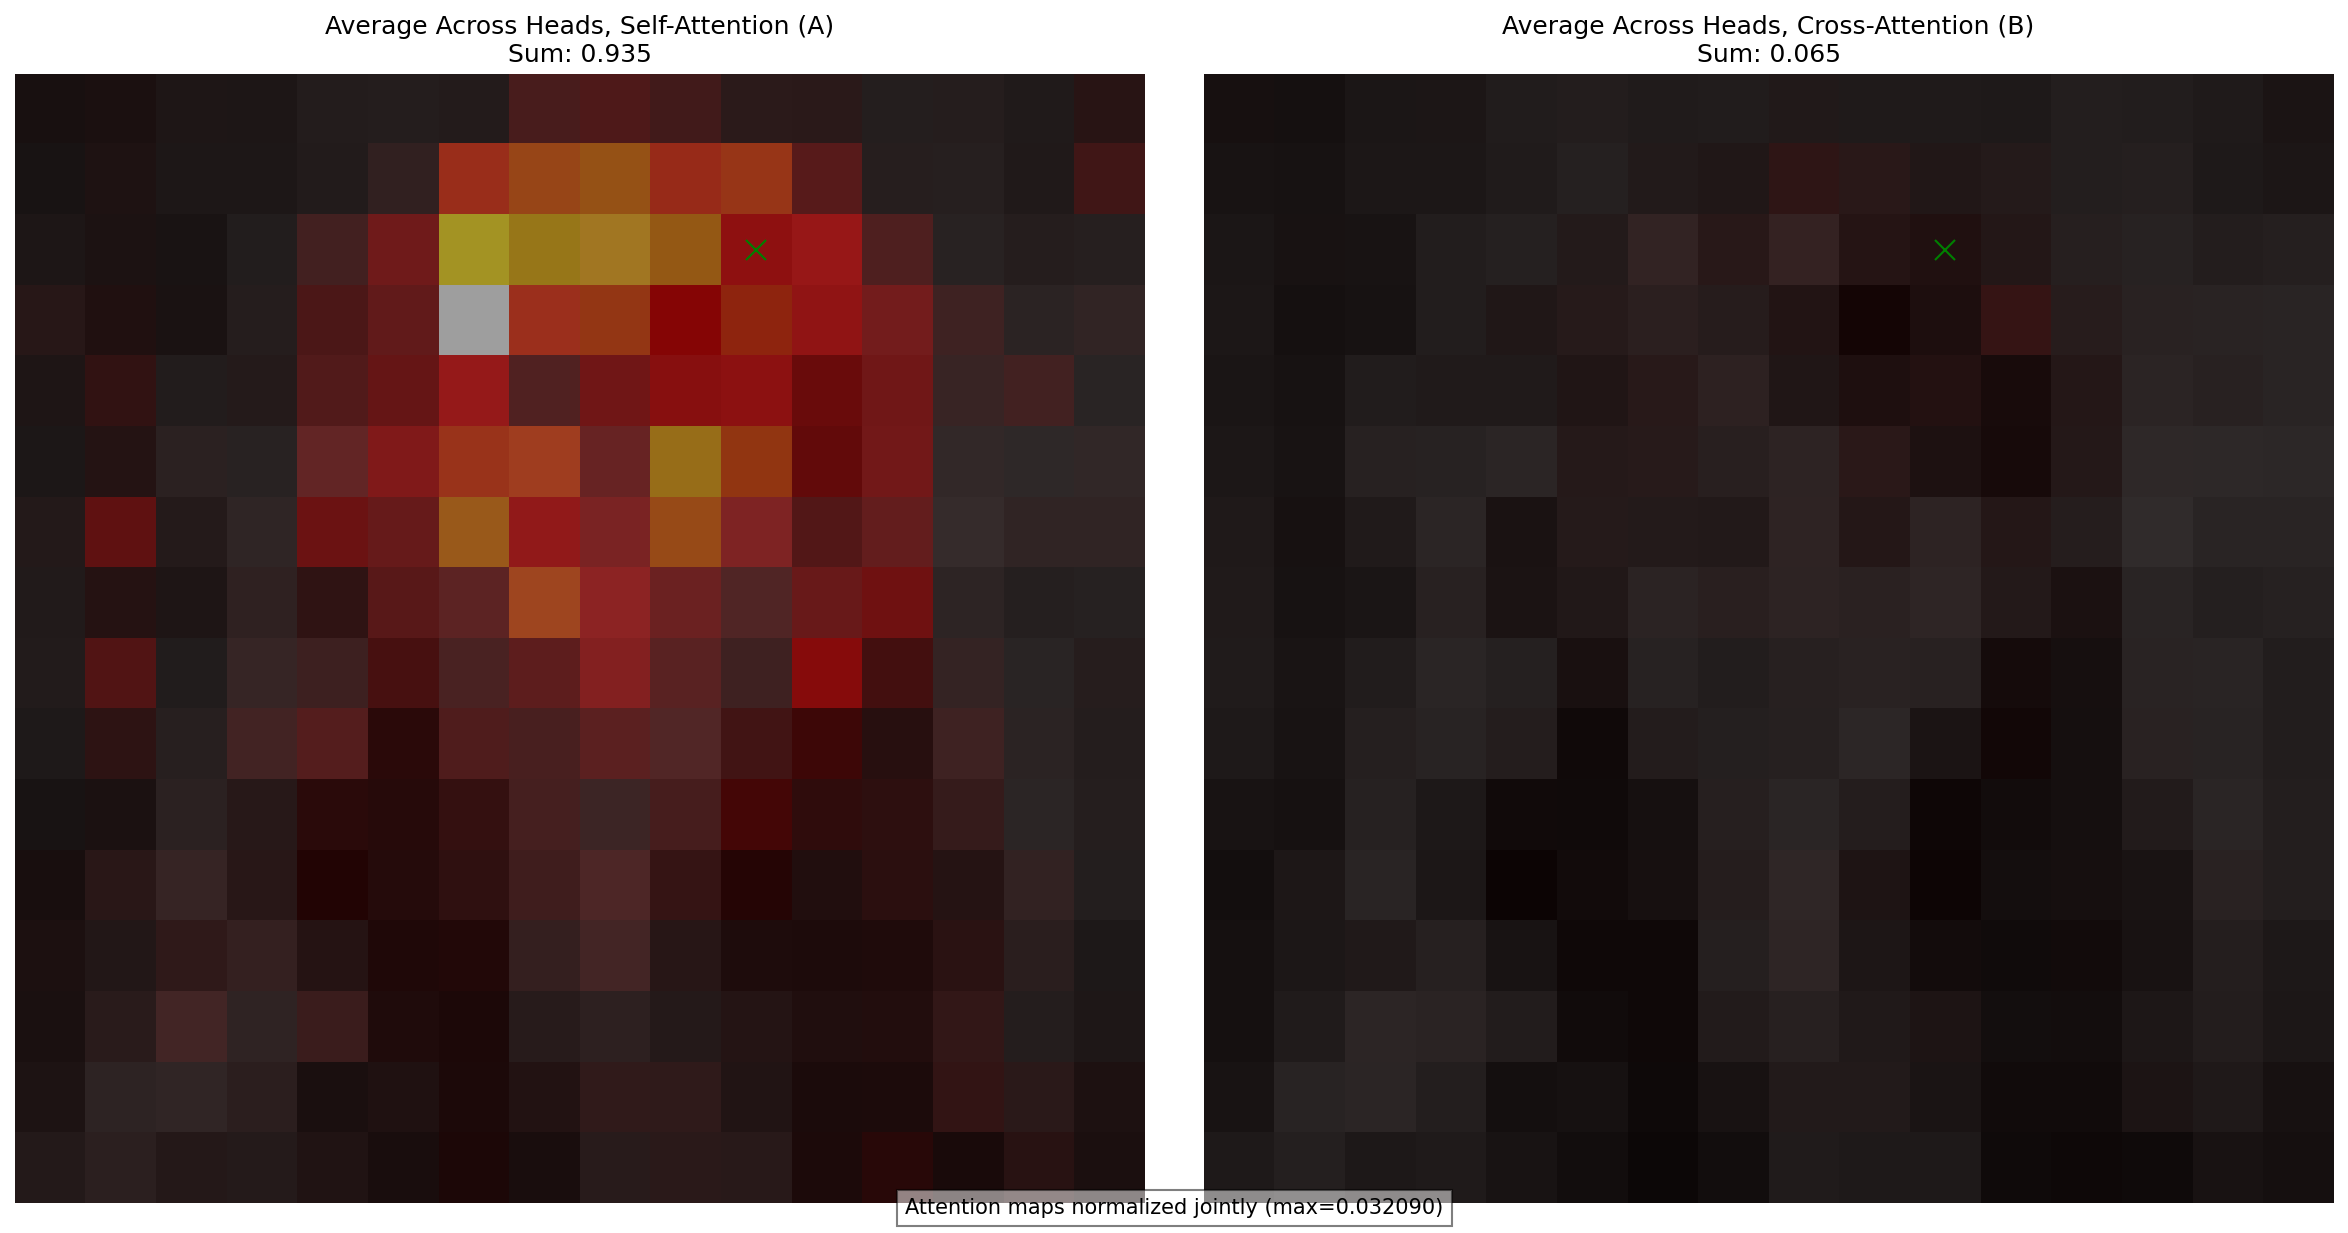 Average Across Heads, Self-Attention (A)
Sum: 0.935
Average Across Heads, Cross-Attention (B)
Sum: 0.065
Attention maps normalized jointly (max=0.032090)